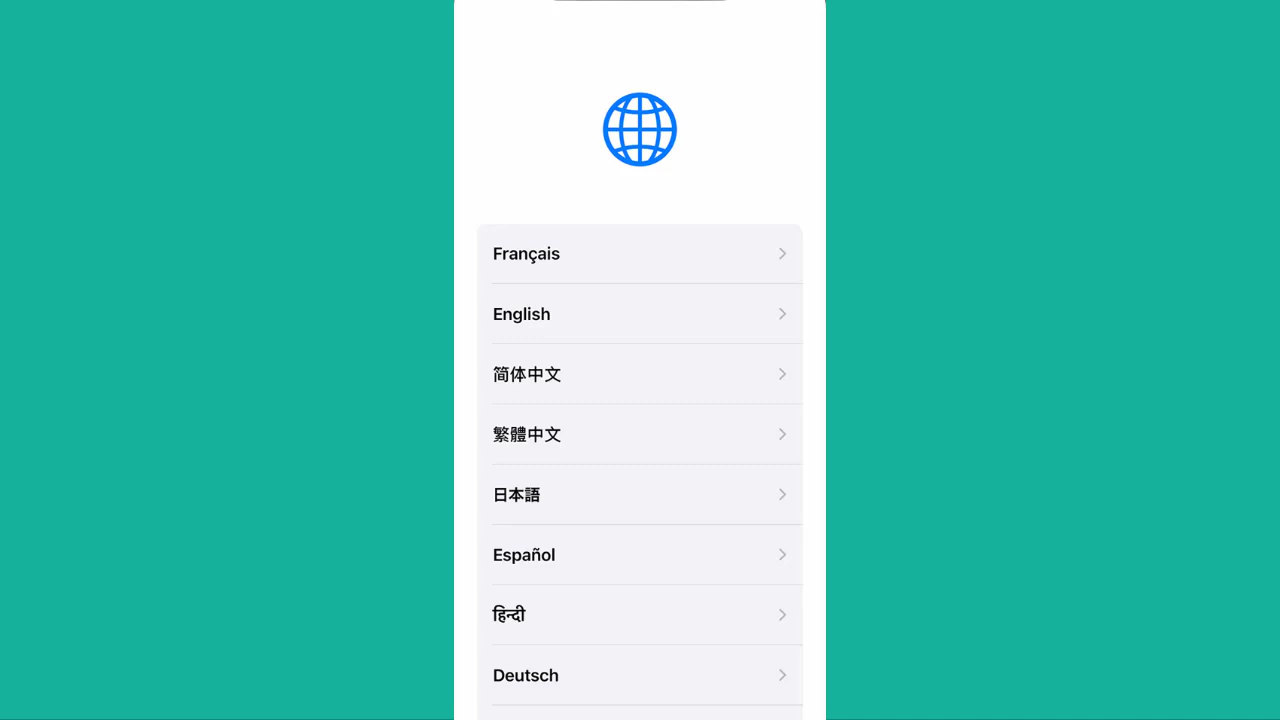 Français
English
简体中文
繁體中文
日本語
Español
हिन्दी
Deutsch